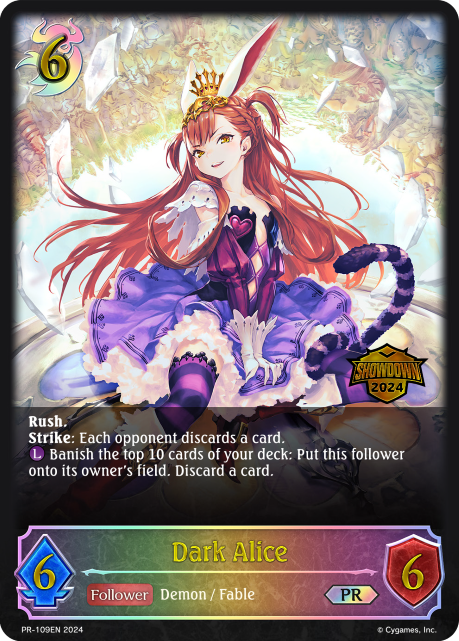 6
SHOWDOWN
2024
Rush.
Strike: Each opponent discards a card.
L Banish the top 10 cards of your deck: Put this follower
onto its owner's field. Discard a card.
Dark Alice
6 Follower Demon / Fable PR 6
PR-109EN 2024 © Cygames, Inc.